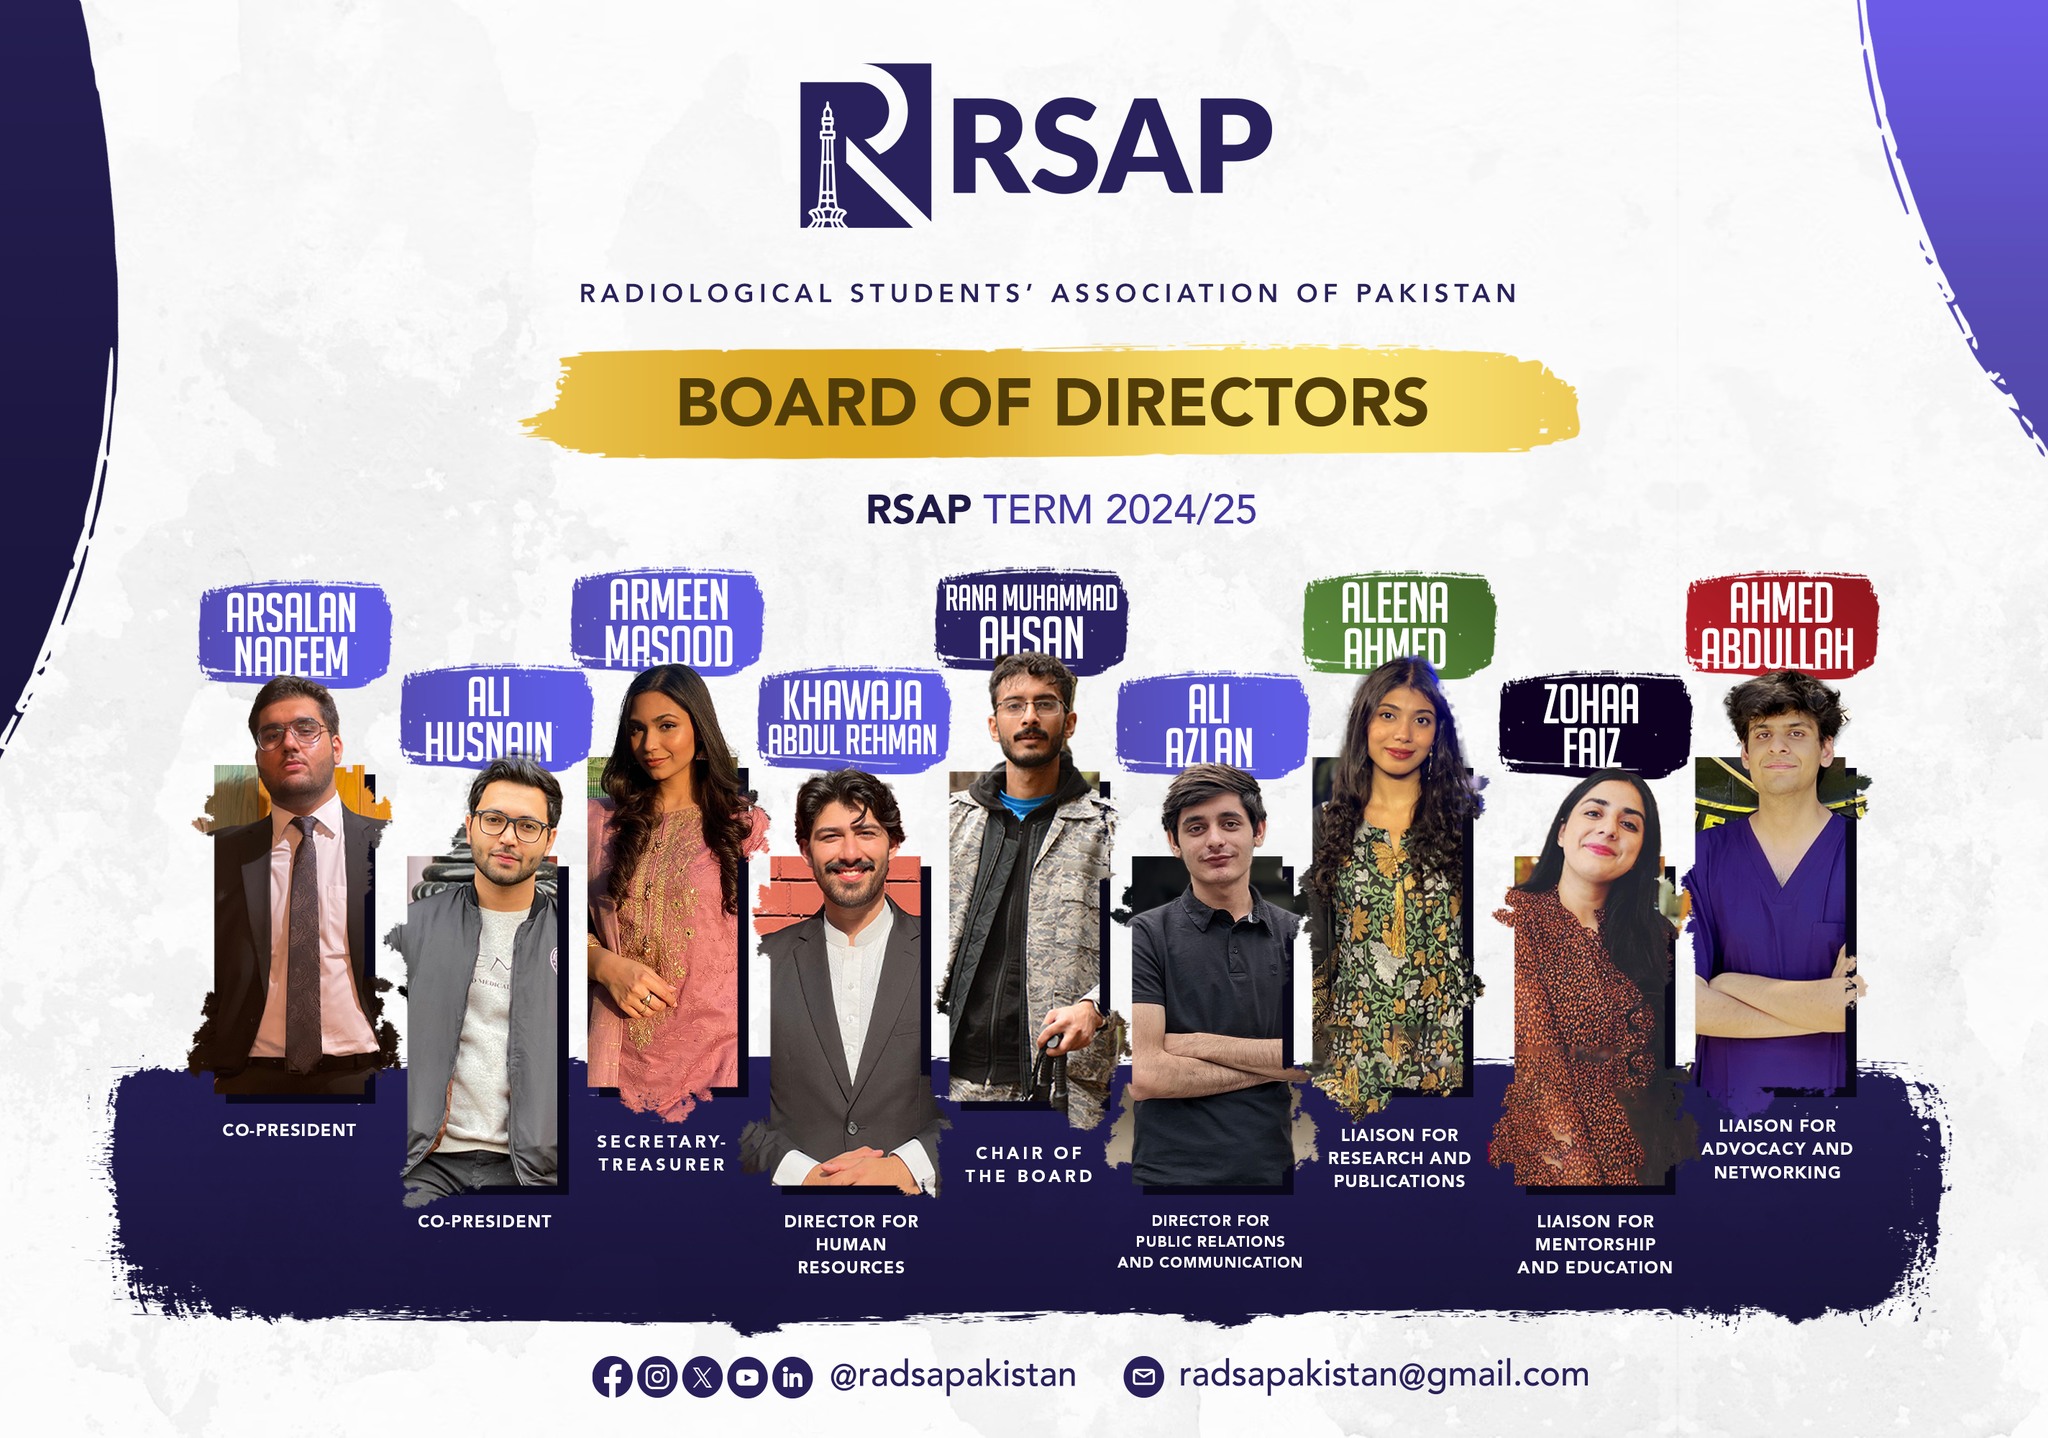 RSAP
RADIOLOGICAL STUDENTS’ ASSOCIATION OF PAKISTAN
BOARD OF DIRECTORS
RSAP TERM 2024/25
ARSALAN
NADEEM
CO-PRESIDENT
ALI
HUSNAIN
CO-PRESIDENT
ARMEEN
MASOOD
SECRETARY-
TREASURER
KHAWAJA
ABDUL REHMAN
DIRECTOR FOR
HUMAN
RESOURCES
RANA MUHAMMAD
AHSAN
CHAIR OF
THE BOARD
ALI
AZLAN
DIRECTOR FOR
PUBLIC RELATIONS
AND COMMUNICATION
ALEENA
AHMED
LIAISON FOR
RESEARCH AND
PUBLICATIONS
ZOHAA
FAIZ
LIAISON FOR
MENTORSHIP
AND EDUCATION
AHMED
ABDULLAH
LIAISON FOR
ADVOCACY AND
NETWORKING
@radsapakistan
radsapakistan@gmail.com